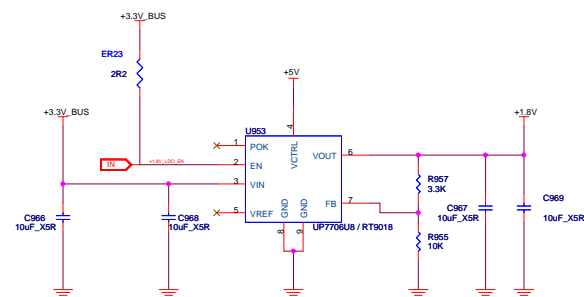 +3.3V_BUS
ER23
2R2
+3.3V_BUS
+5V
+1.8V
U953
4
VCTRL
1
POK
IN
+1.8V_LDO_EN
2
EN
VOUT
6
3
VIN
R957
3.3K
5
VREF
GND
GND
FB
7
C966
10uF_X5R
C968
10uF_X5R
8
9
UP7706U8 / RT9018
R955
10K
C967
10uF_X5R
C969
10uF_X5R